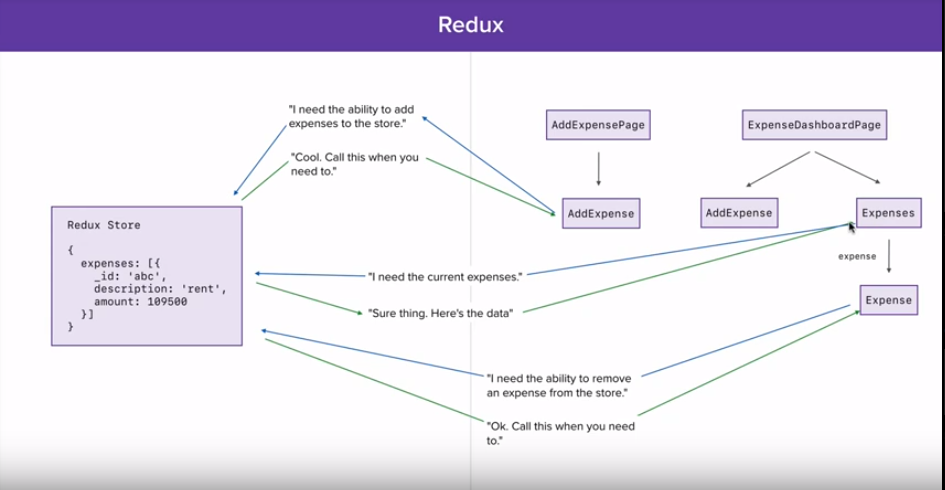 Redux
"I need the ability to add
expenses to the store."
"Cool. Call this when you
need to."
AddExpensePage
ExpenseDashboardPage
AddExpense
AddExpense
Expenses
Redux Store
{
expenses: [{
_id: 'abc',
description: 'rent',
amount: 109500
}]
}
expense
"I need the current expenses."
"Sure thing. Here's the data"
Expense
"I need the ability to remove
an expense from the store."
"Ok. Call this when you need
to."